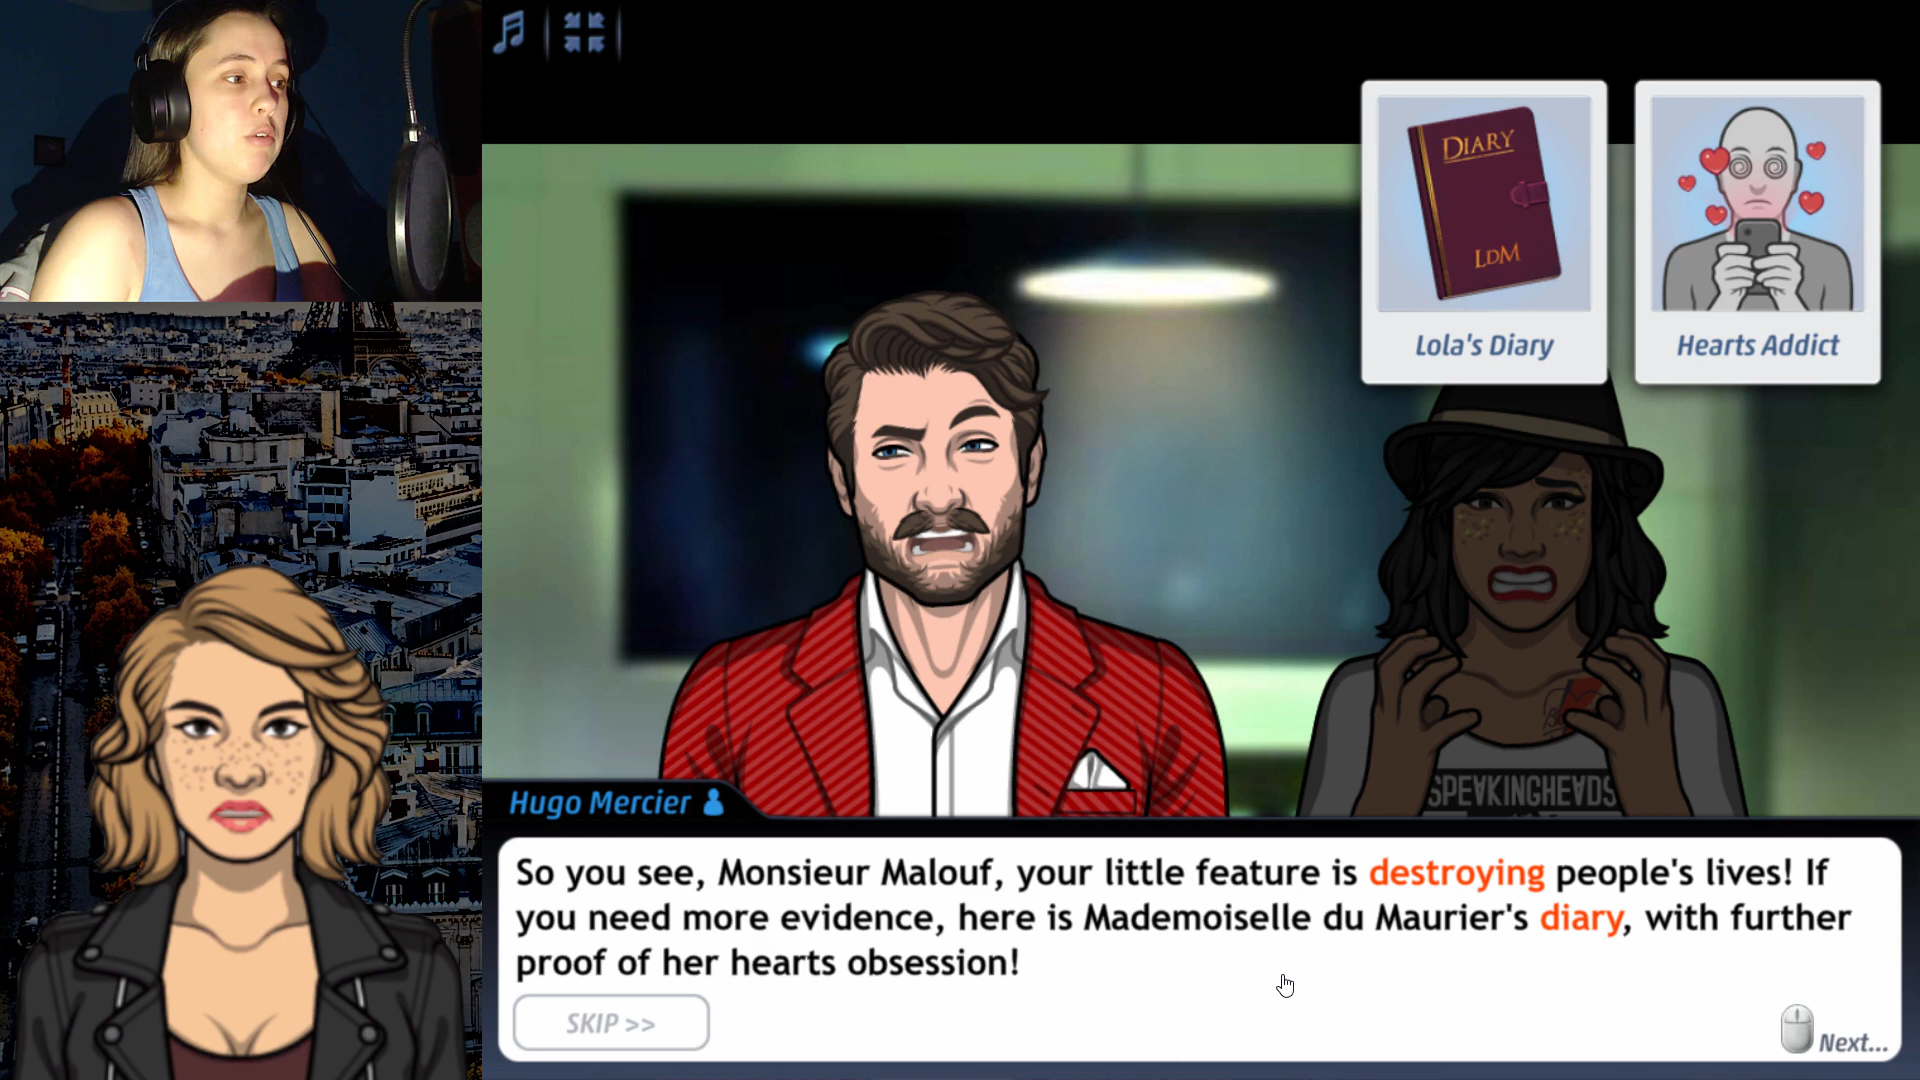 DIARY
LDM
Lola's Diary
Hearts Addict
SPEAKINGHEADS
Hugo Mercier
So you see, Monsieur Malouf, your little feature is destroying people's lives! If
you need more evidence, here is Mademoiselle du Maurier's diary, with further
proof of her hearts obsession!
SKIP >>
Next...